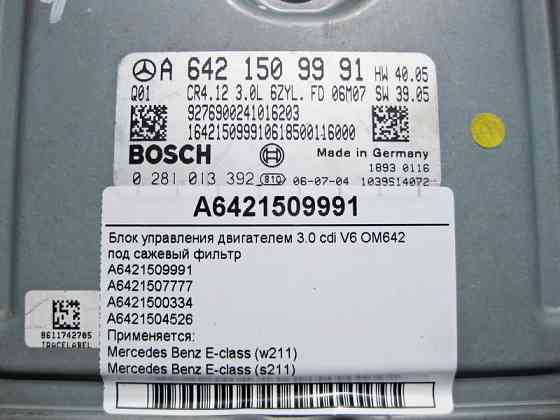 A 642 150 99 91 HW 40.05
Q01 CR4.12 3.0L 6ZYL. FD 06M07 SW 39.05
9276900241016203
16421509991061850011 6000
BOSCH Made in Germany
1893 0116
0 281 013 392 810 06-07-04 1039S14072
A6421509991
Блок управления двигателем 3.0 cdi V6 OM642
под сажевый фильтр
A6421509991
A6421507777
A6421500334
A6421504526
Применяется:
Mercedes Benz E-class (w211)
Mercedes Benz E-class (s211)
8611742705
TRACELABEL